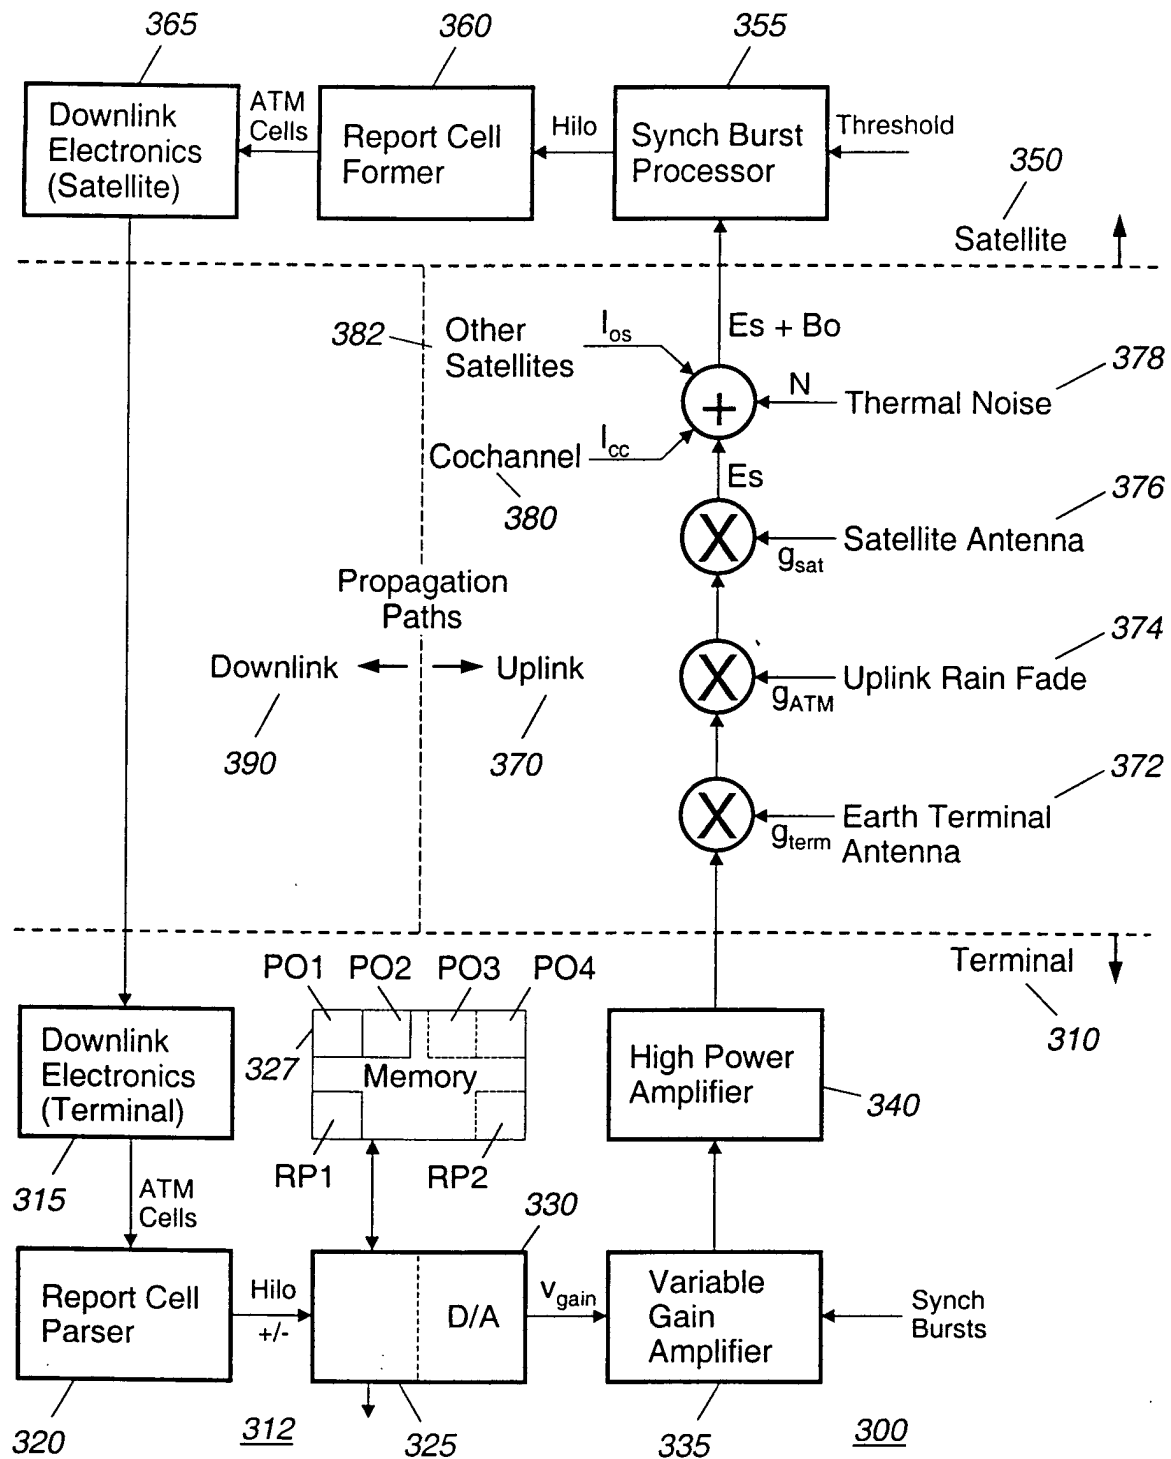 365
360
355
Downlink
Electronics
(Satellite)
ATM
Cells
Report Cell
Former
Hilo
Synch Burst
Processor
Threshold
350
Satellite
382
Other
Satellites
Ios
Es + Bo
378
N
Thermal Noise
+
Cochannel
Icc
380
Es
376
X
gsat
Satellite Antenna
Propagation
Paths
374
Downlink
Uplink
X
gATM
Uplink Rain Fade
390
370
372
X
gterm
Earth Terminal
Antenna
Terminal
310
PO1
PO2
PO3
PO4
Downlink
Electronics
(Terminal)
327
Memory
High Power
Amplifier
340
RP1
RP2
315
ATM
Cells
330
Report Cell
Parser
Hilo
+/-
D/A
vgain
Variable
Gain
Amplifier
Synch
Bursts
320
312
325
335
300